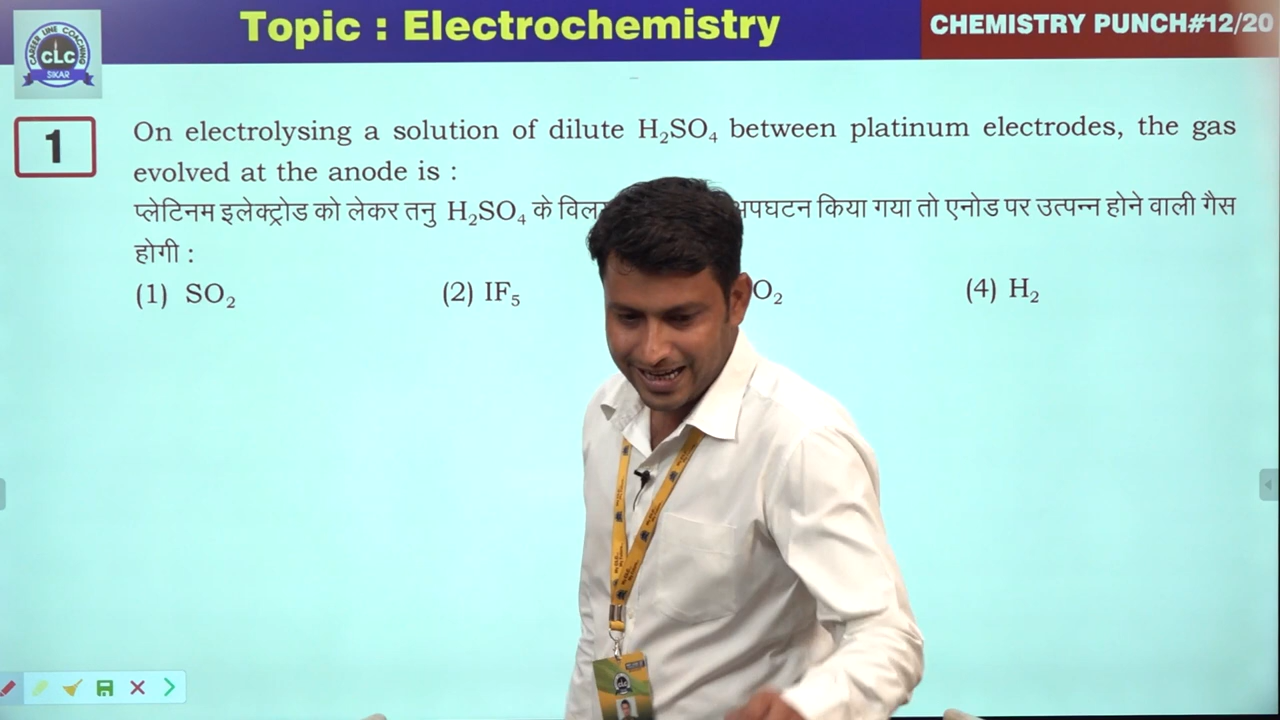 Topic : Electrochemistry
CHEMISTRY PUNCH#12/20
CAREER LINE COACHING
CLC
SIKAR
1
On electrolysing a solution of dilute H₂SO₄ between platinum electrodes, the gas
evolved at the anode is :
प्लेटिनम इलेक्ट्रोड को लेकर तनु H₂SO₄ के किया गया तो एनोड पर उत्पन्न होने वाली गैस
होगी :
(1) SO₂ (2) IF₅ O₂ (4) H₂
CLC